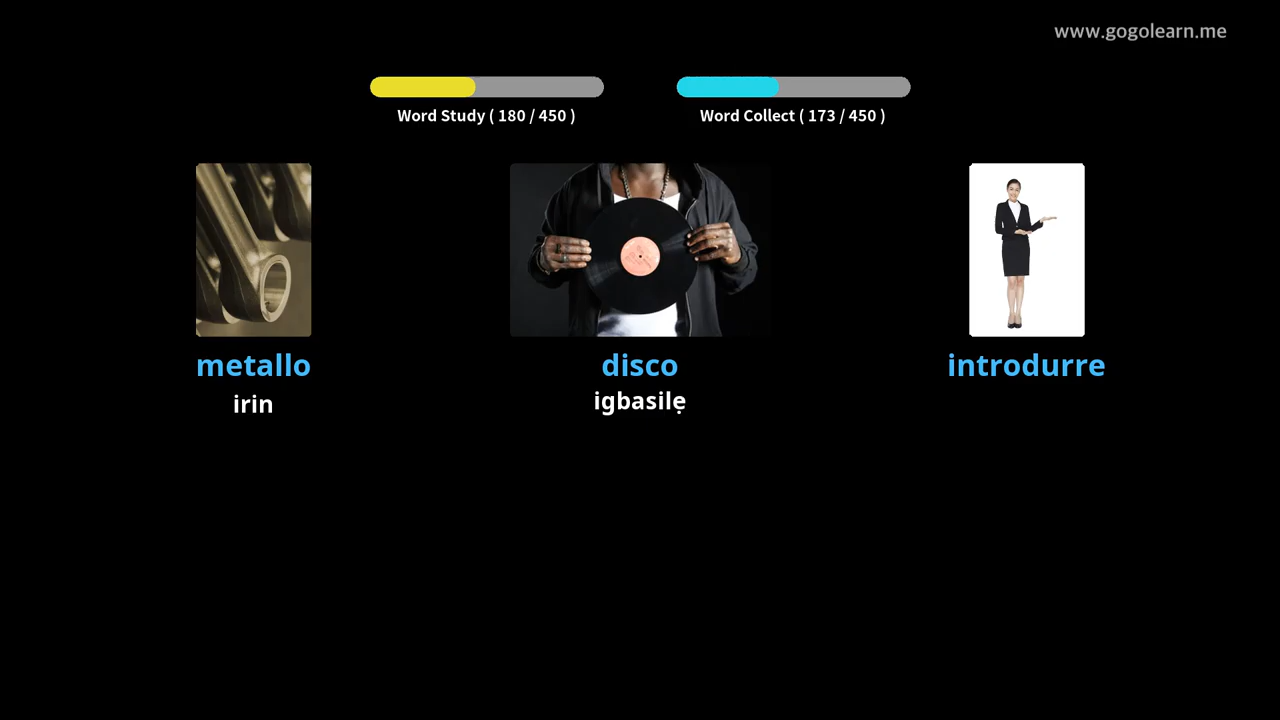 www.gogolearn.me
Word Study ( 180 / 450 )
Word Collect ( 173 / 450 )
metallo
irin
disco
igbasilẹ
introdurre